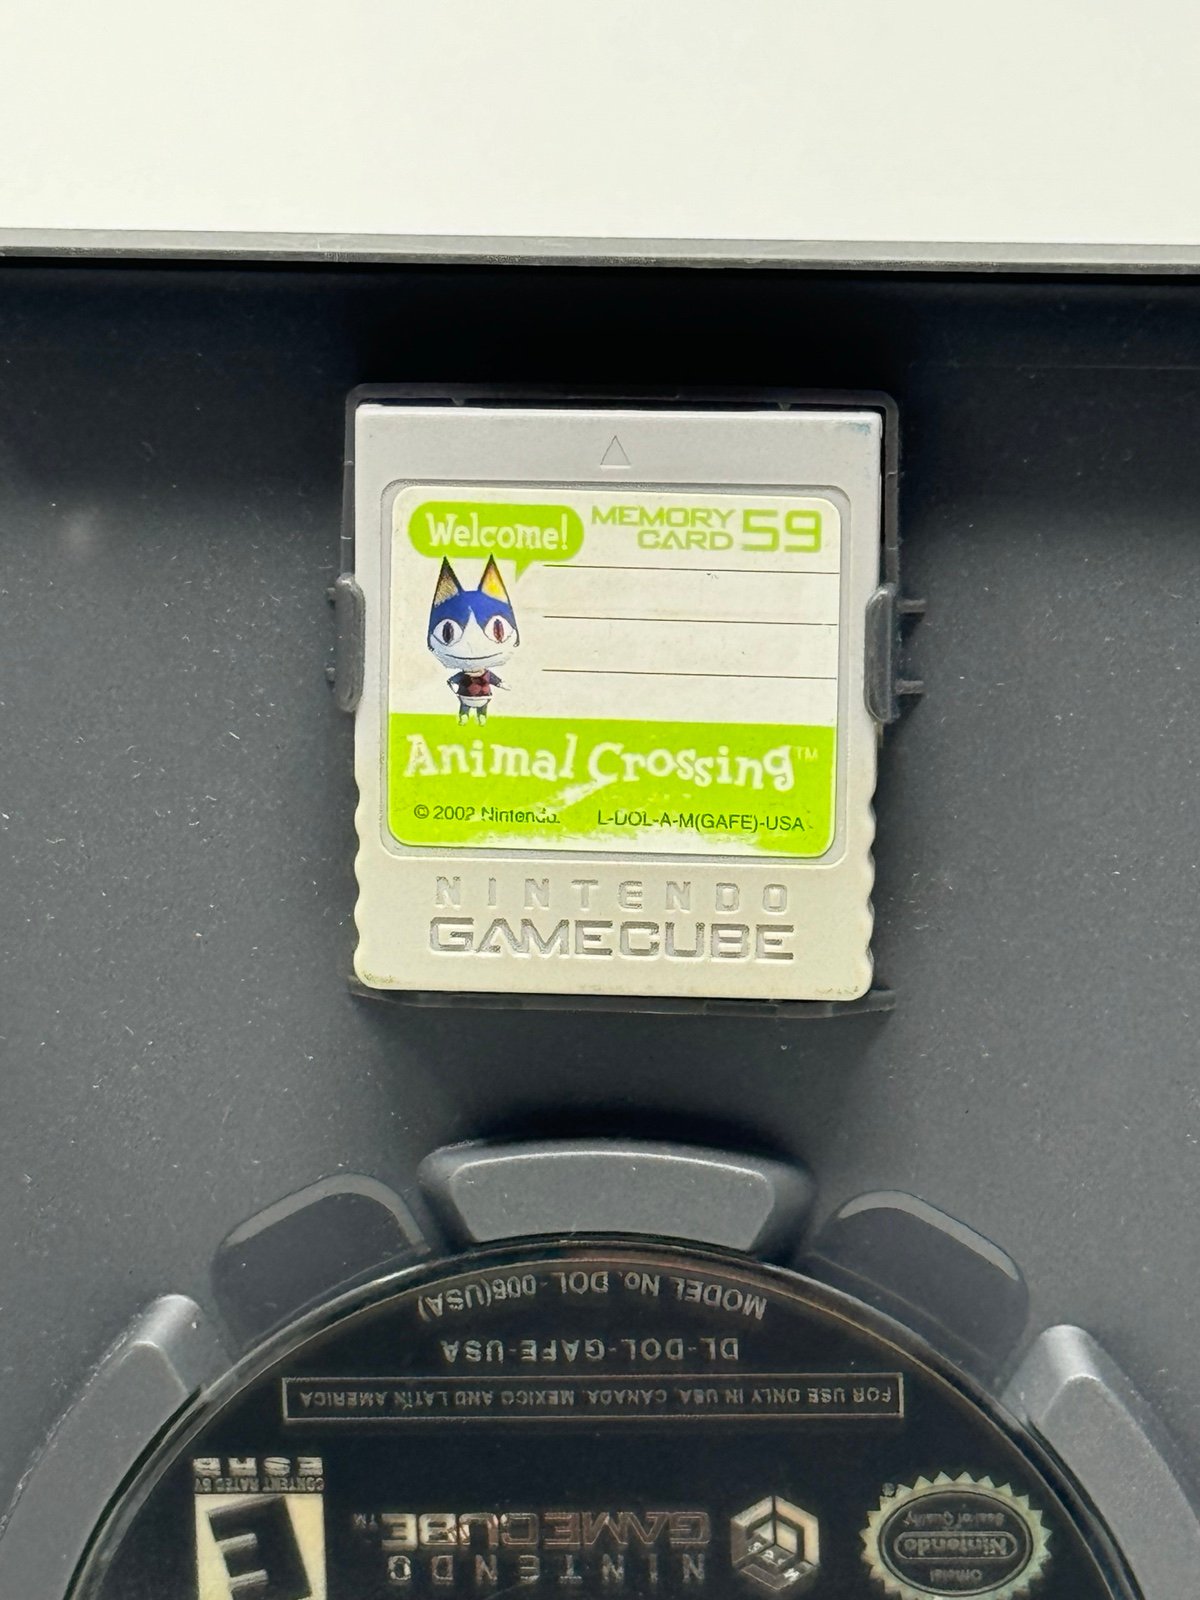 Welcome!
MEMORY
CARD 59
Animal Crossing™
© 2002 Nintendo.  L-DOL-A-M(GAFE)-USA
NINTENDO
GAMECUBE
MODEL No. DOL-006(USA)
DL-DOL-GAFE-USA
FOR USE ONLY IN USA, CANADA, MEXICO AND LATIN AMERICA
Official
Nintendo
Seal of Quality
®
NINTENDO
GAMECUBE™
E
CONTENT RATED BY
ESRB